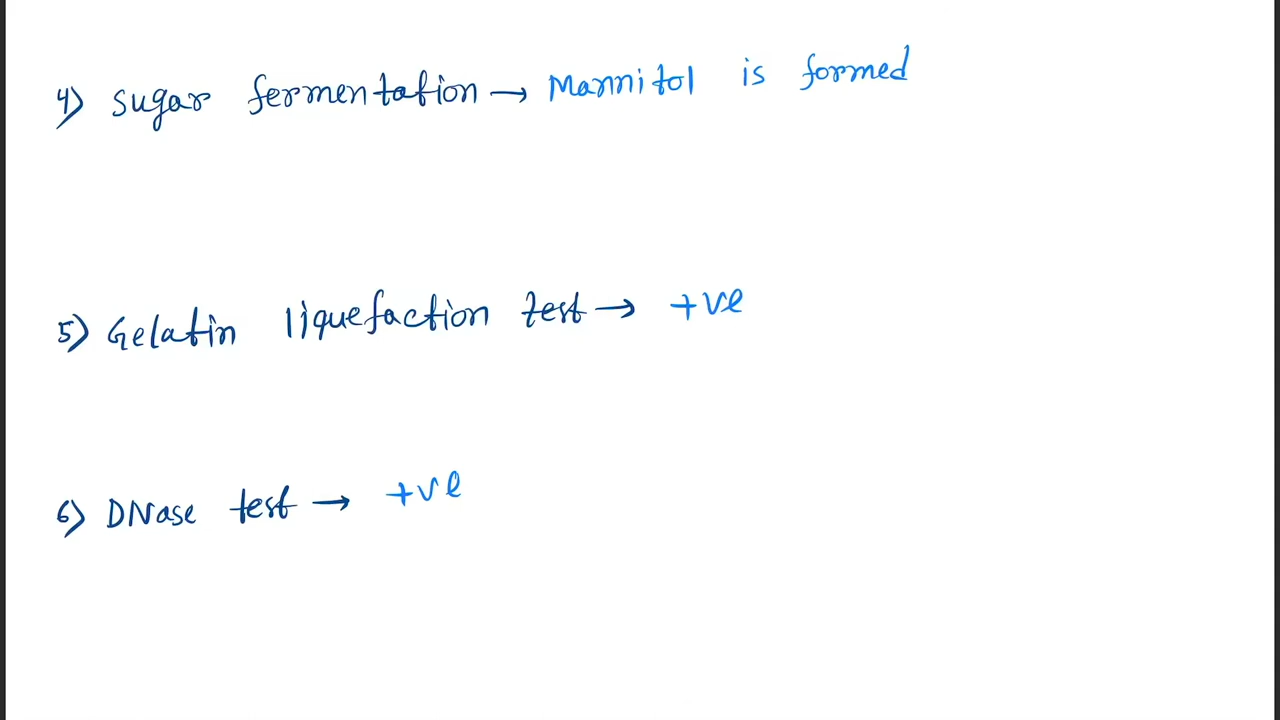 4) Sugar fermentation → Mannitol is formed
5) Gelatin liquefaction test → +ve
6) DNase test → +ve